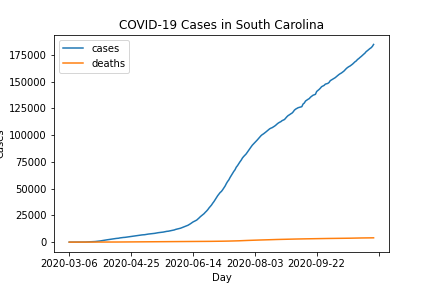 COVID-19 Cases in South Carolina
cases
deaths
175000
150000
125000
100000
75000
50000
25000
0
cases
2020-03-06
2020-04-25
2020-06-14
2020-08-03
2020-09-22
Day